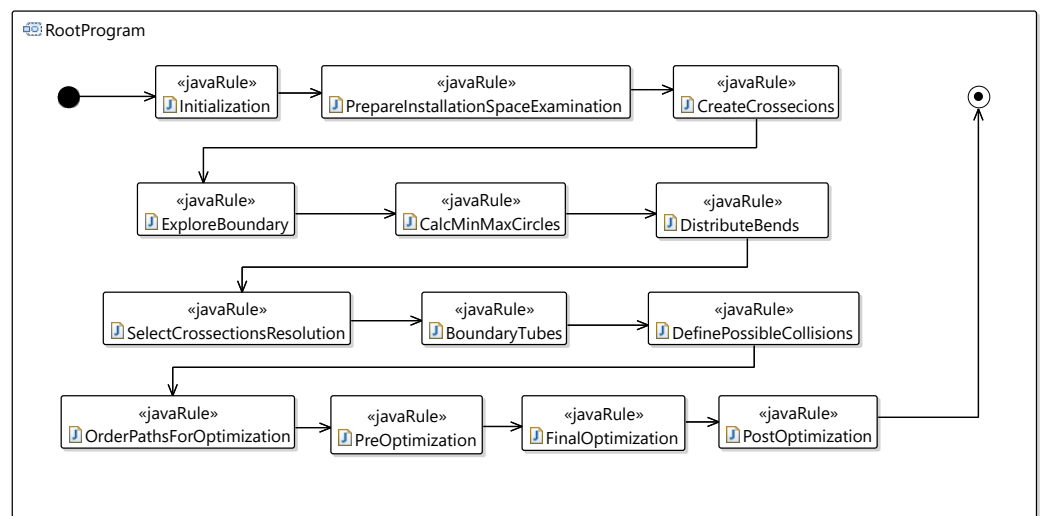 RootProgram
«javaRule»
Initialization
«javaRule»
PrepareInstallationSpaceExamination
«javaRule»
CreateCrossecions
«javaRule»
ExploreBoundary
«javaRule»
CalcMinMaxCircles
«javaRule»
DistributeBends
«javaRule»
SelectCrossectionsResolution
«javaRule»
BoundaryTubes
«javaRule»
DefinePossibleCollisions
«javaRule»
OrderPathsForOptimization
«javaRule»
PreOptimization
«javaRule»
FinalOptimization
«javaRule»
PostOptimization